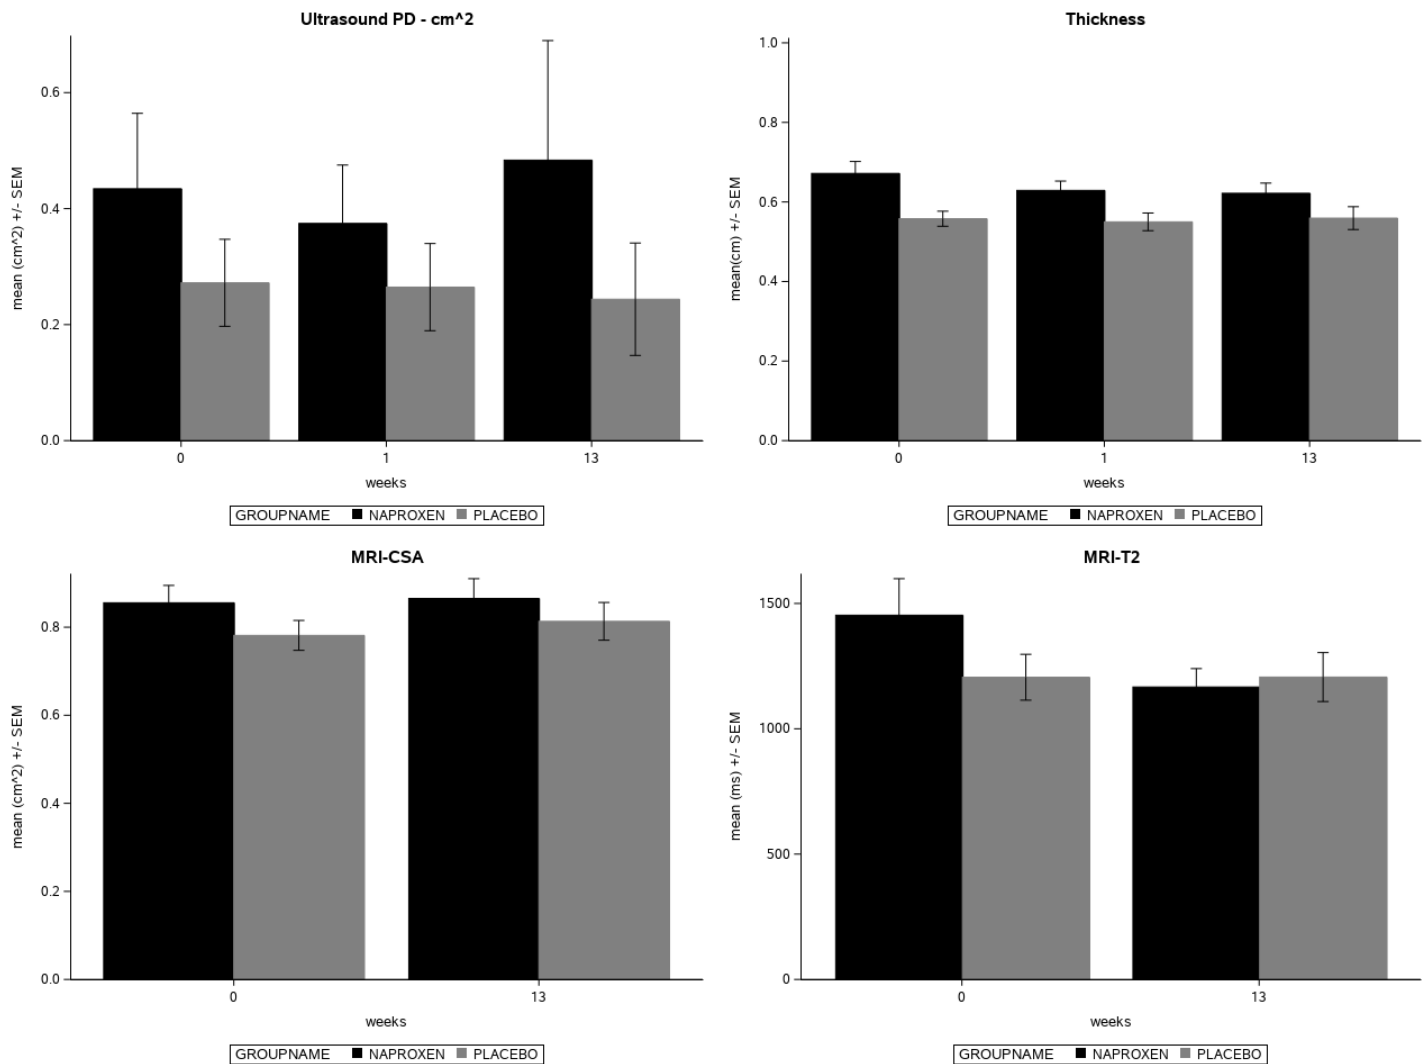 Ultrasound PD - cm^2
mean (cm^2) +/- SEM
0.6
0.4
0.2
0.0
0 1 13
weeks
GROUPNAME NAPROXEN PLACEBO
Thickness
mean(cm) +/- SEM
1.0
0.8
0.6
0.4
0.2
0.0
0 1 13
weeks
GROUPNAME NAPROXEN PLACEBO
MRI-CSA
mean (cm^2) +/- SEM
0.8
0.6
0.4
0.2
0.0
0 13
weeks
GROUPNAME NAPROXEN PLACEBO
MRI-T2
mean (ms) +/- SEM
1500
1000
500
0
0 13
weeks
GROUPNAME NAPROXEN PLACEBO